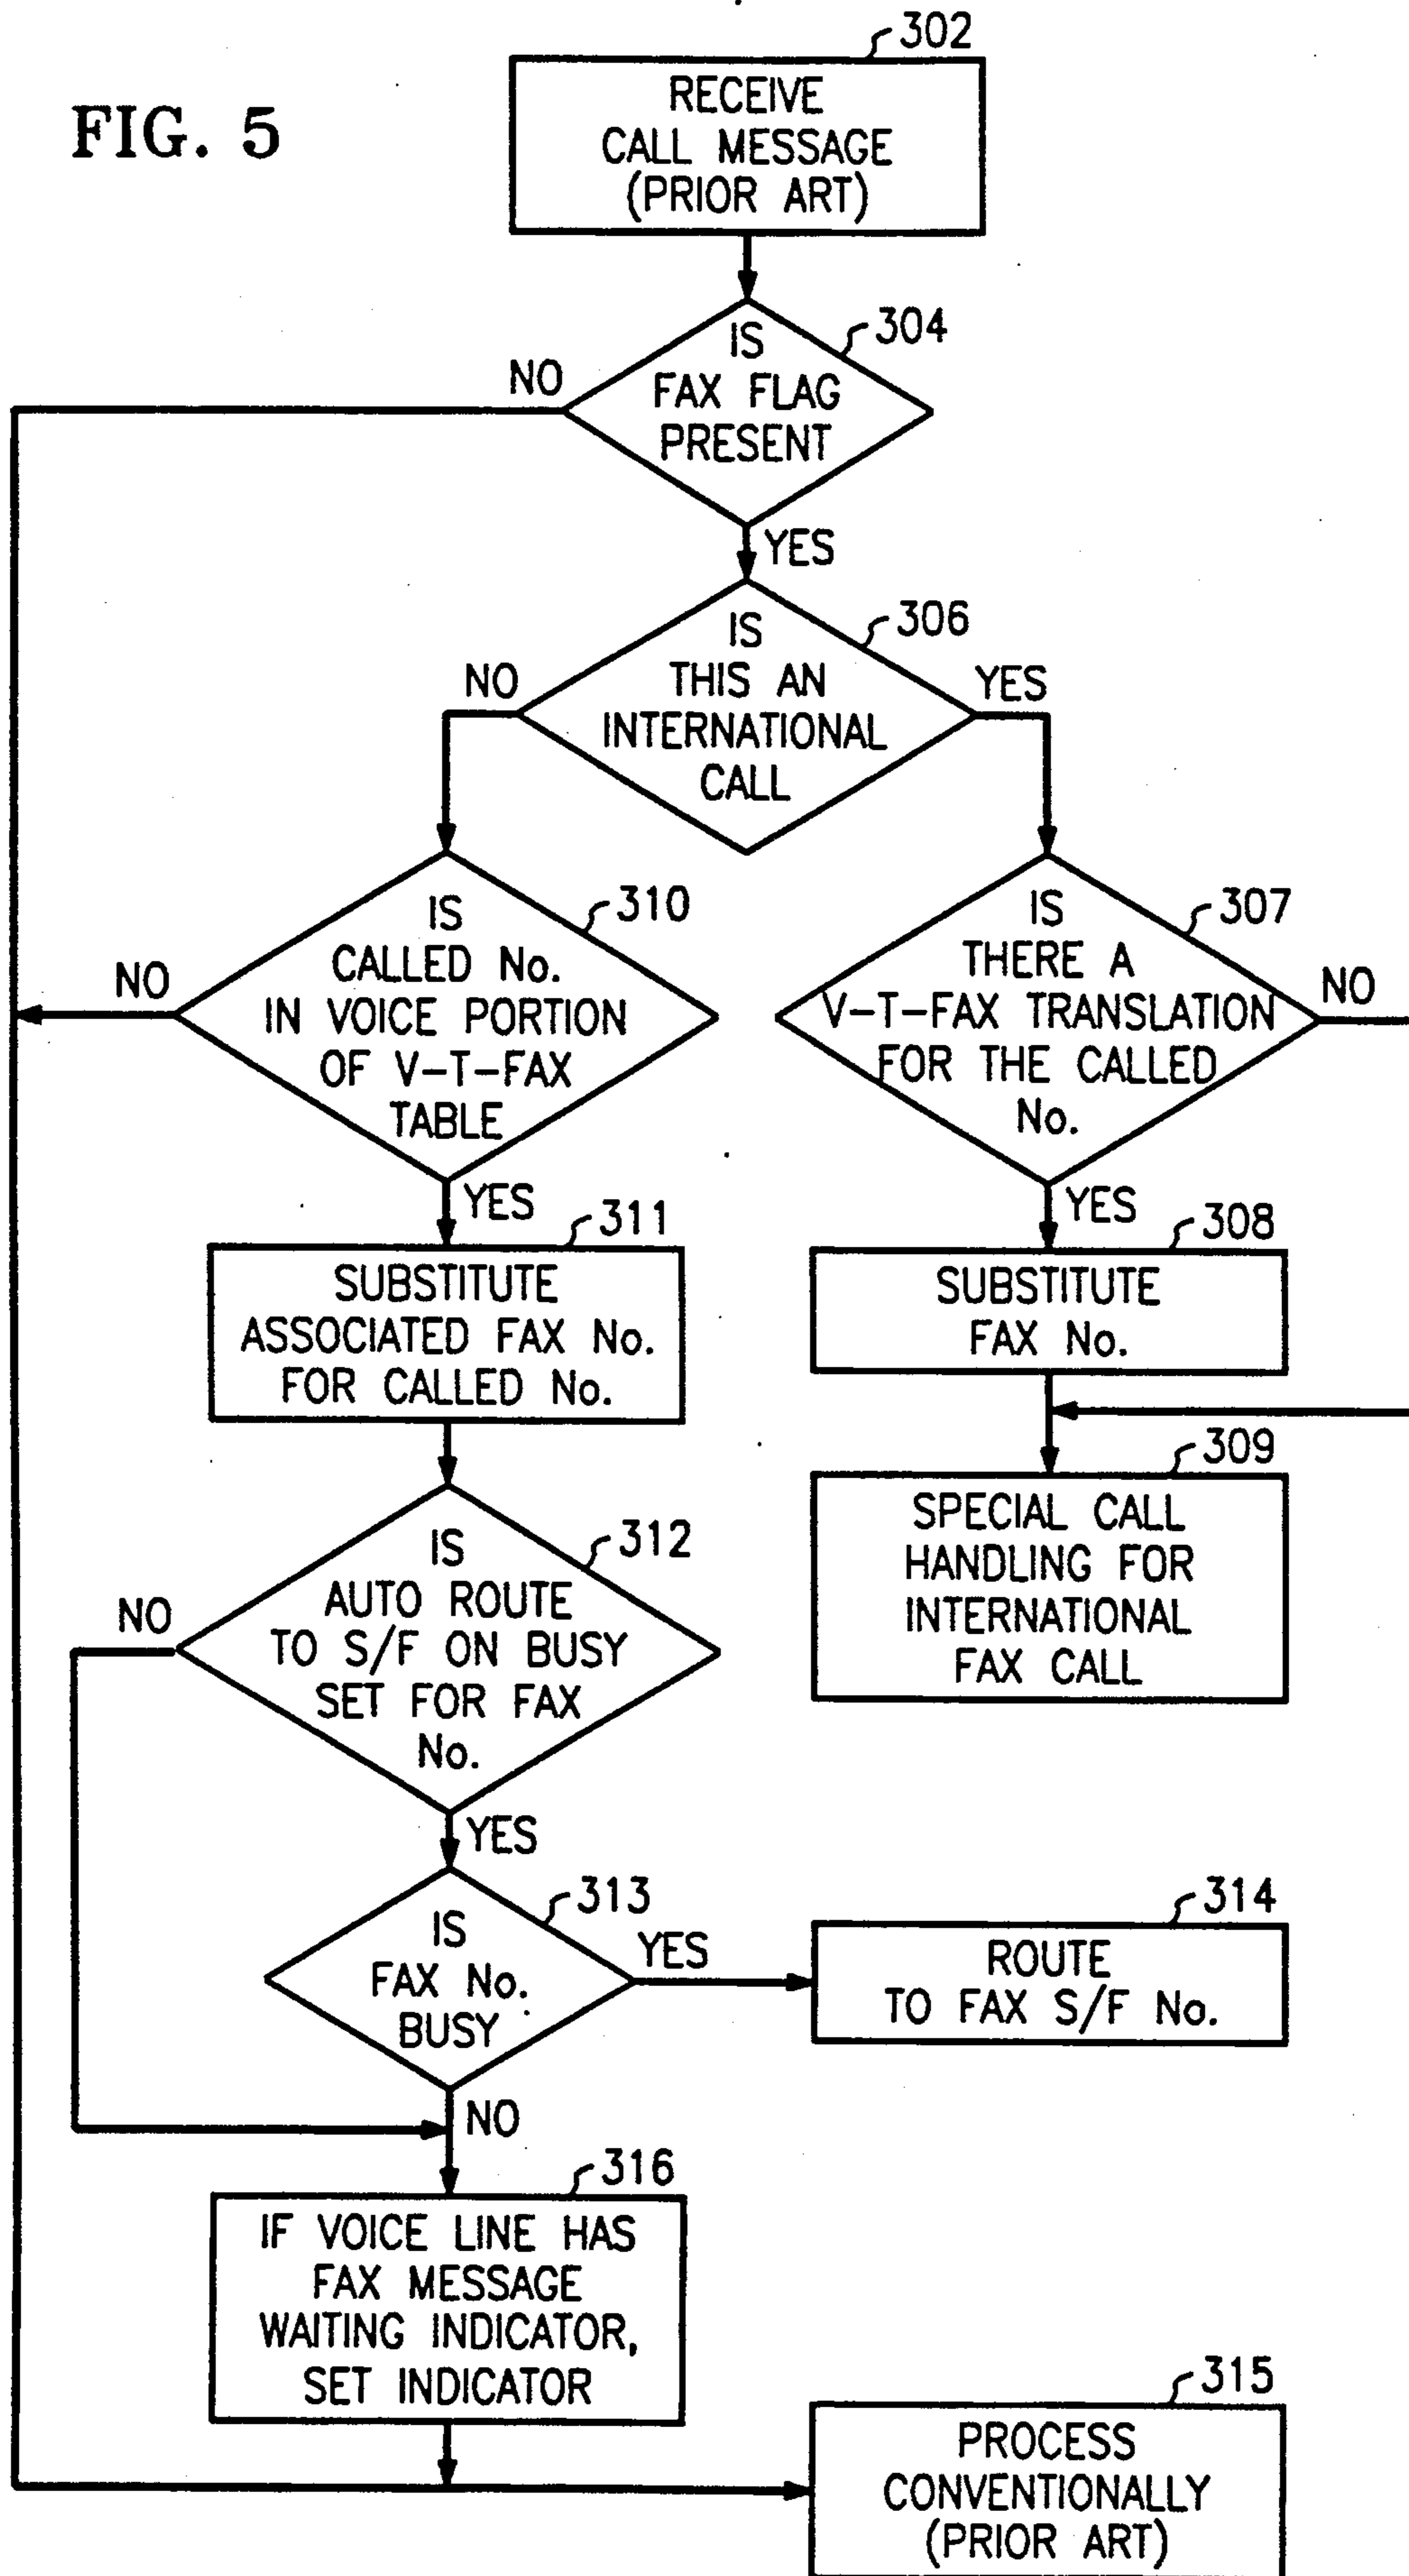 FIG. 5
302
RECEIVE
CALL MESSAGE
(PRIOR ART)
304
IS
FAX FLAG
PRESENT
NO
YES
306
IS
THIS AN
INTERNATIONAL
CALL
NO
YES
310
IS
CALLED No.
IN VOICE PORTION
OF V-T-FAX
TABLE
NO
YES
307
IS
THERE A
V-T-FAX TRANSLATION
FOR THE CALLED
No.
NO
YES
311
SUBSTITUTE
ASSOCIATED FAX No.
FOR CALLED No.
308
SUBSTITUTE
FAX No.
309
SPECIAL CALL
HANDLING FOR
INTERNATIONAL
FAX CALL
312
IS
AUTO ROUTE
TO S/F ON BUSY
SET FOR FAX
No.
NO
YES
313
IS
FAX No.
BUSY
YES
NO
314
ROUTE
TO FAX S/F No.
316
IF VOICE LINE HAS
FAX MESSAGE
WAITING INDICATOR,
SET INDICATOR
315
PROCESS
CONVENTIONALLY
(PRIOR ART)